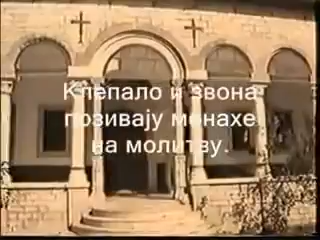 Клепало и звона
позивају монахе
на молитву.